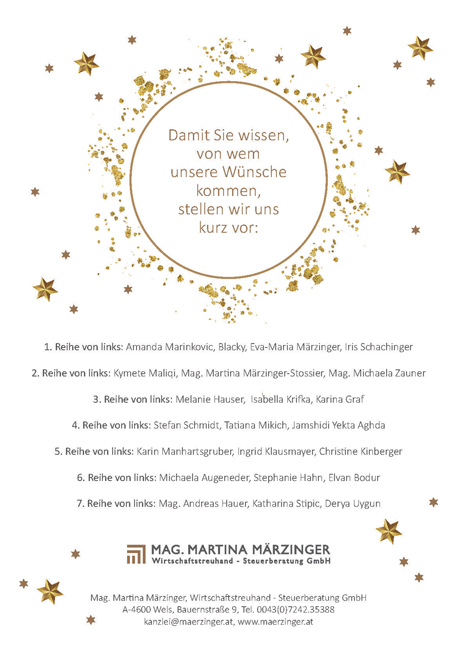 Damit Sie wissen,
von wem
unsere Wünsche
kommen,
stellen wir uns
kurz vor:
1. Reihe von links: Amanda Marinkovic, Blacky, Eva-Maria Märzinger, Iris Schachinger
2. Reihe von links: Kymete Maliqi, Mag. Martina Märzinger-Stossier, Mag. Michaela Zauner
3. Reihe von links: Melanie Hauser, Isabella Krifka, Karina Graf
4. Reihe von links: Stefan Schmidt, Tatiana Mikich, Jamshidi Yekta Aghda
5. Reihe von links: Karin Manhartsgruber, Ingrid Klausmayer, Christine Kinberger
6. Reihe von links: Michaela Augeneder, Stephanie Hahn, Elvan Bodur
7. Reihe von links: Mag. Andreas Hauer, Katharina Stipic, Derya Uygun
MAG. MARTINA MÄRZINGER
Wirtschaftstreuhand - Steuerberatung GmbH
Mag. Martina Märzinger, Wirtschaftstreuhand - Steuerberatung GmbH
A-4600 Wels, Bauernstraße 9, Tel. 0043(0)7242.35388
kanzlei@maerzinger.at, www.maerzinger.at